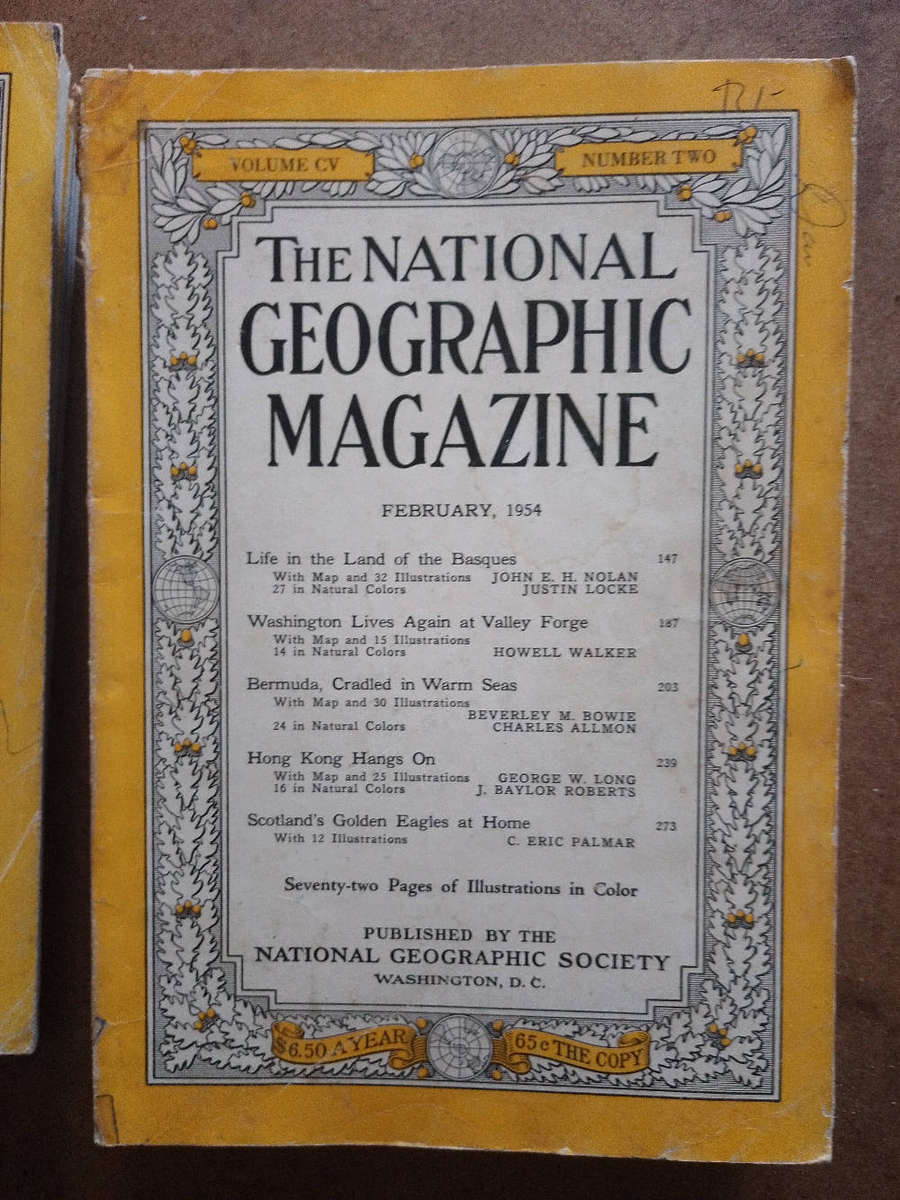 VOLUME CV
NUMBER TWO
THE NATIONAL
GEOGRAPHIC
MAGAZINE
FEBRUARY, 1954
Life in the Land of the Basques 147
With Map and 32 Illustrations JOHN E. H. NOLAN
27 in Natural Colors JUSTIN LOCKE
Washington Lives Again at Valley Forge 187
With Map and 15 Illustrations
14 in Natural Colors HOWELL WALKER
Bermuda, Cradled in Warm Seas 203
With Map and 30 Illustrations
BEVERLEY M. BOWIE
24 in Natural Colors CHARLES ALLMON
Hong Kong Hangs On 239
With Map and 25 Illustrations GEORGE W. LONG
16 in Natural Colors J. BAYLOR ROBERTS
Scotland's Golden Eagles at Home 273
With 12 Illustrations C. ERIC PALMAR
Seventy-two Pages of Illustrations in Color
PUBLISHED BY THE
NATIONAL GEOGRAPHIC SOCIETY
WASHINGTON, D. C.
$6.50 A YEAR
65c THE COPY